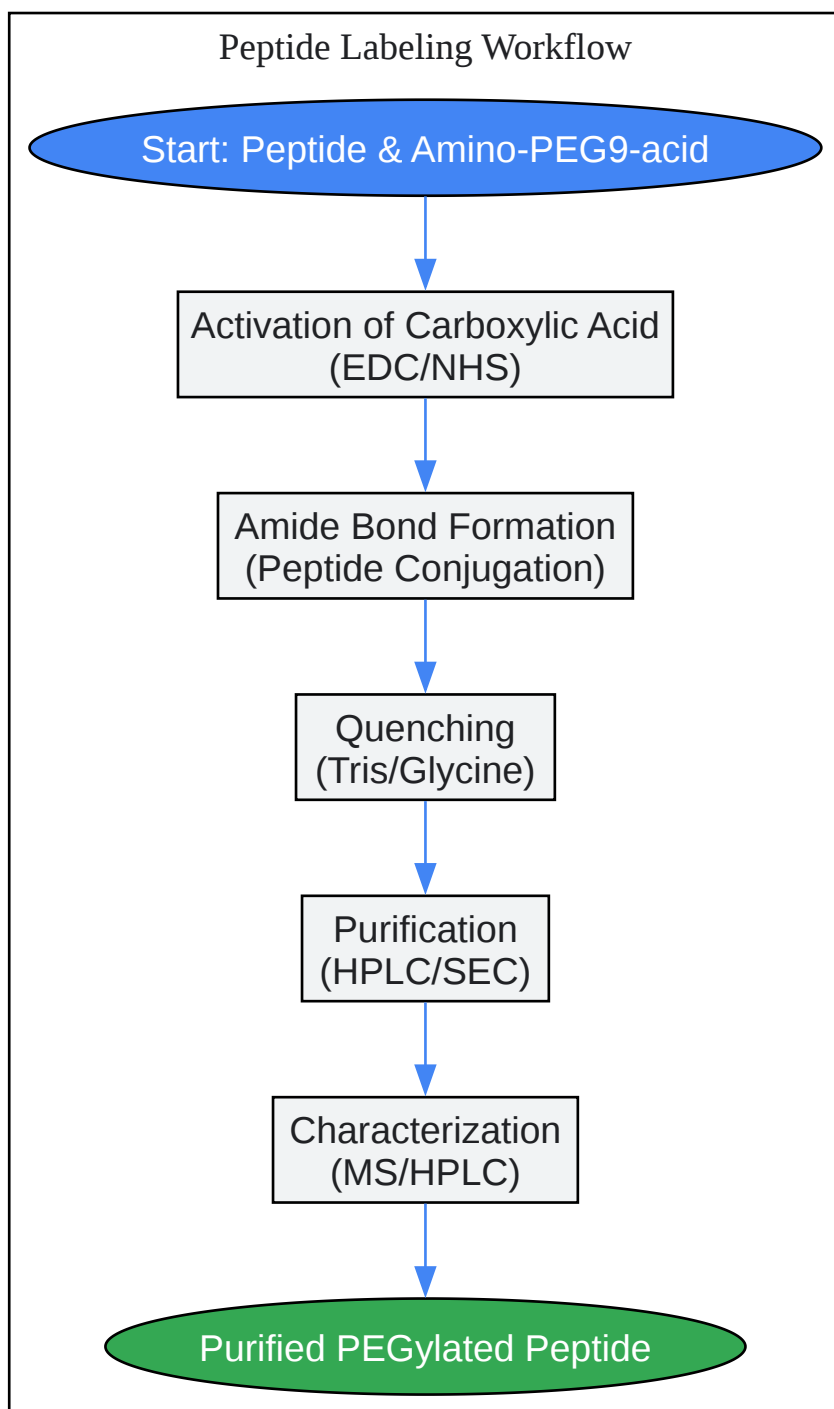 Peptide Labeling Workflow
Start: Peptide & Amino-PEG9-acid
Activation of Carboxylic Acid
(EDC/NHS)
Amide Bond Formation
(Peptide Conjugation)
Quenching
(Tris/Glycine)
Purification
(HPLC/SEC)
Characterization
(MS/HPLC)
Purified PEGylated Peptide